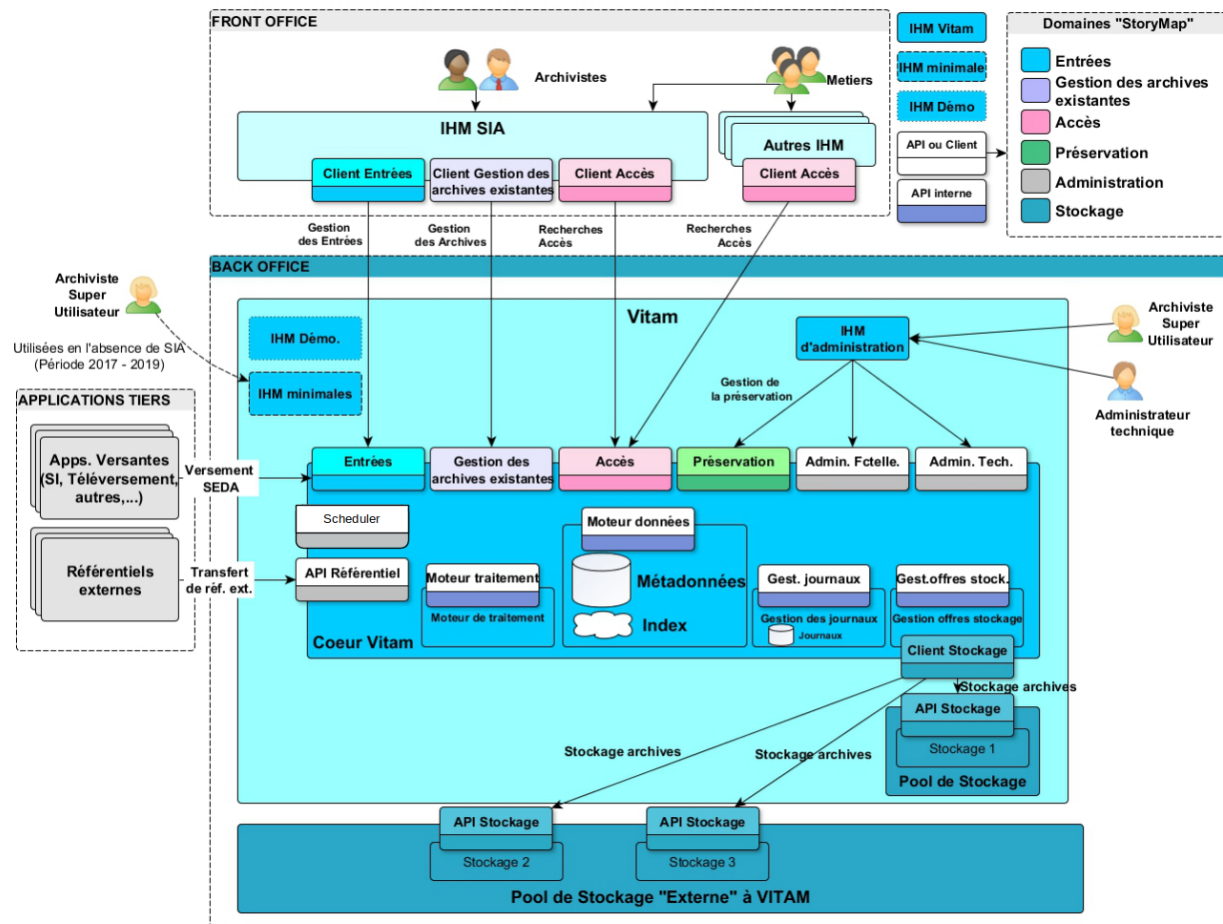 FRONT OFFICE
Archivistes
Metiers
IHM SIA
Autres IHM
Client Entrées
Client Gestion des
archives existantes
Client Accès
Client Accès
IHM Vitam
IHM minimale
IHM Démo
API ou Client
API interne
Domaines "StoryMap"
Entrées
Gestion des archives
existantes
Accès
Préservation
Administration
Stockage
Gestion
des Entrées
Gestion
des Archives
Recherches
Accès
Recherches
Accès
BACK OFFICE
Archiviste
Super
Utilisateur
Utilisées en l'absence de SIA
(Période 2017 - 2019)
Vitam
IHM Dèmo.
IHM minimales
IHM
d'administration
Archiviste
Super
Utilisateur
Administrateur
technique
Gestion de
la préservation
APPLICATIONS TIERS
Apps. Versantes
(SI, Téléversement,
autres,...)
Référentiels
externes
Versement
SEDA
Transfert
de réf. ext.
Entrées
Gestion des
archives existantes
Accès
Préservation
Admin. Fctelle.
Admin. Tech.
Scheduler
API Référentiel
Moteur traitement
Moteur de traitement
Moteur données
Métadonnées
Index
Gest. journaux
Gestion des journaux
Journaux
Gest.offres stock.
Gestion offres stockage
Coeur Vitam
Client Stockage
Stockage archives
Stockage archives
Stockage archives
API Stockage
Stockage 1
Pool de Stockage
API Stockage
Stockage 2
API Stockage
Stockage 3
Pool de Stockage "Externe" à VITAM